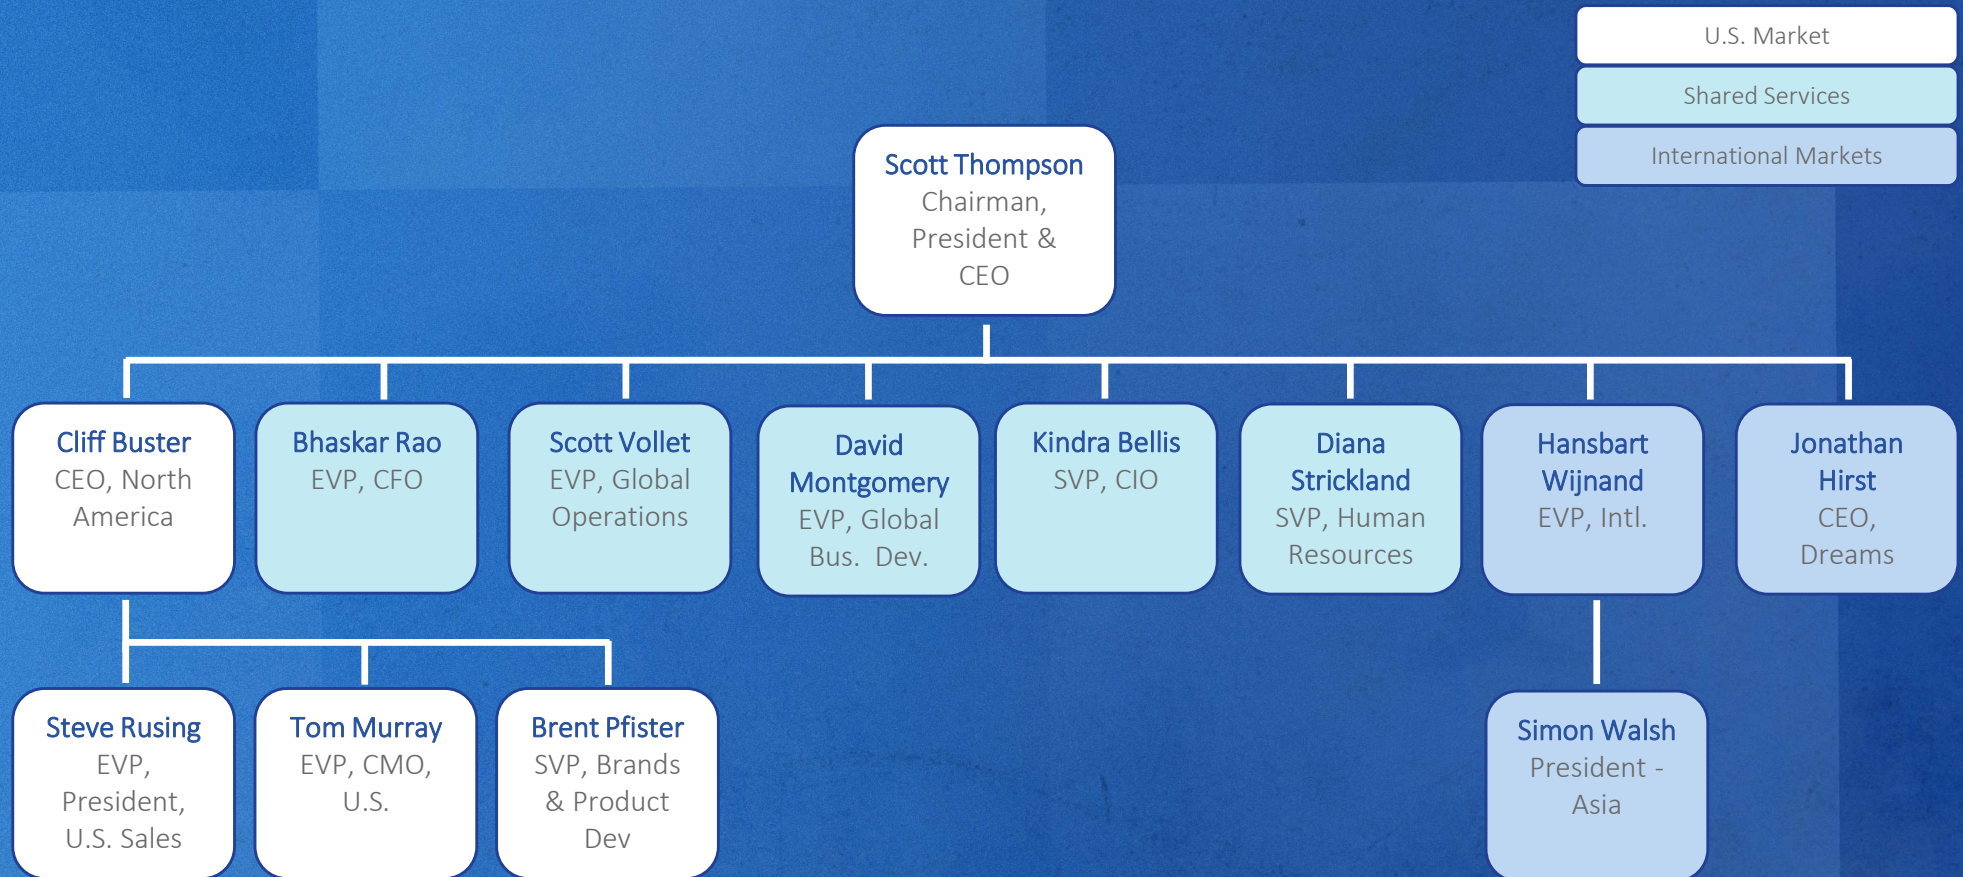 U.S. Market
Shared Services
International Markets
Scott Thompson
Chairman,
President &
CEO
Cliff Buster
CEO, North
America
Bhaskar Rao
EVP, CFO
Scott Vollet
EVP, Global
Operations
David
Montgomery
EVP, Global
Bus. Dev.
Kindra Bellis
SVP, CIO
Diana
Strickland
SVP, Human
Resources
Hansbart
Wijnand
EVP, Intl.
Jonathan
Hirst
CEO,
Dreams
Steve Rusing
EVP,
President,
U.S. Sales
Tom Murray
EVP, CMO,
U.S.
Brent Pfister
SVP, Brands
& Product
Dev
Simon Walsh
President -
Asia